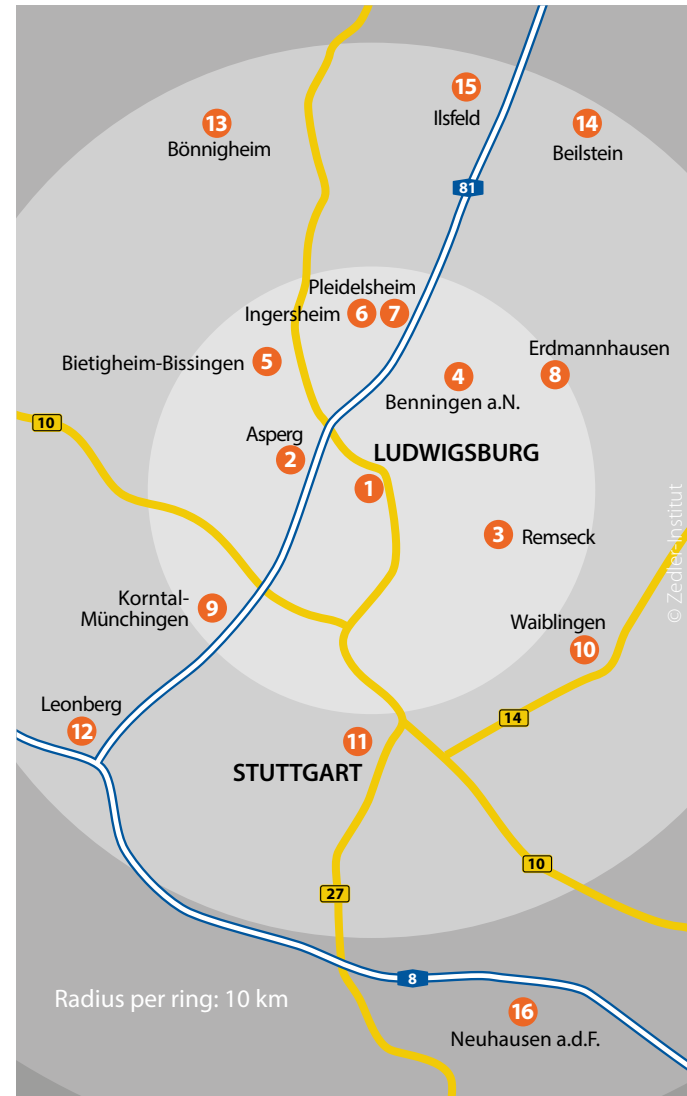 15
Ilsfeld
13
Bönnigheim
14
Beilstein
81
Pleidelsheim
Ingersheim 6 7
Bietigheim-Bissingen 5
Erdmannhausen
8
4
Benningen a.N.
10
Asperg
2
LUDWIGSBURG
1
3 Remseck
© Zedler-Institut
Korntal-
Münchingen
9
Waiblingen
10
Leonberg
12
14
11
STUTTGART
10
27
8
Radius per ring: 10 km
16
Neuhausen a.d.F.